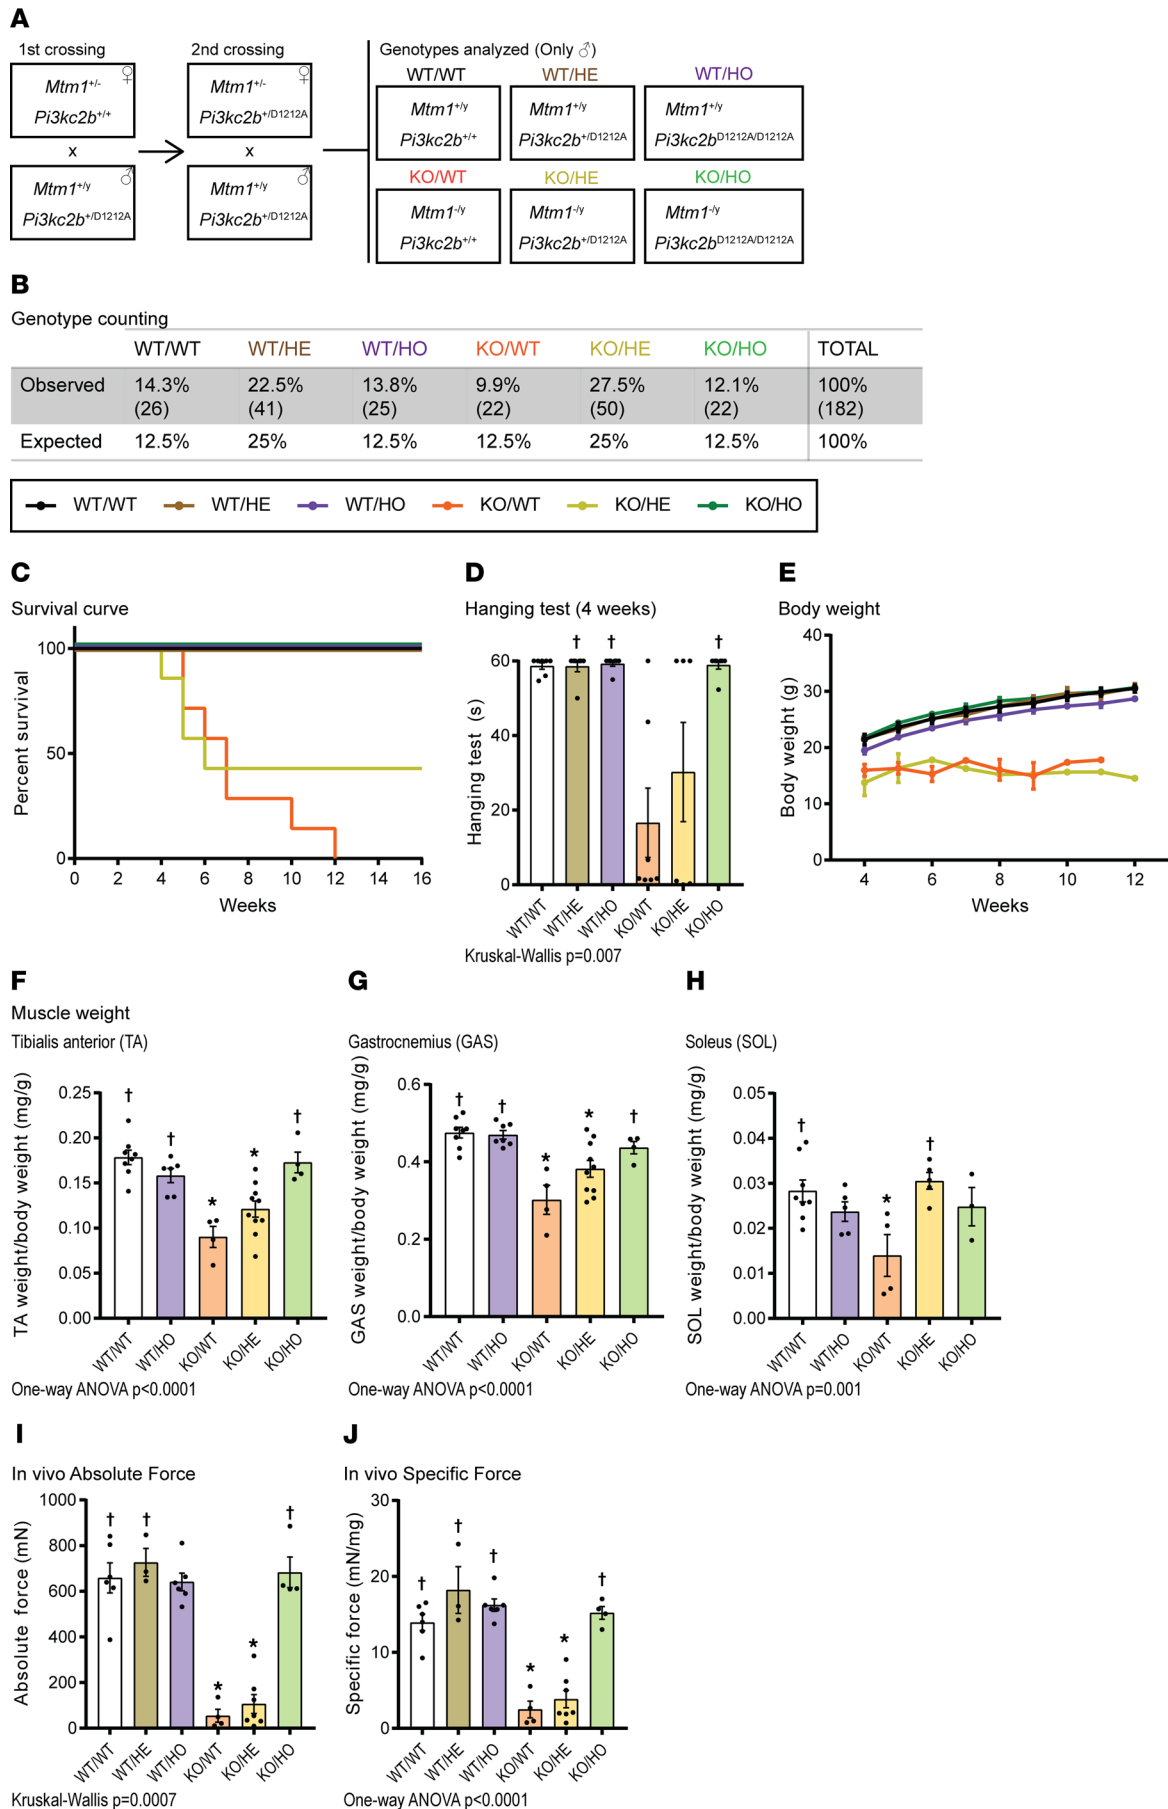 A
1st crossing
2nd crossing
Genotypes analyzed (Only ♂)
♀
Mtm1+/-
Pi3kc2b+/+
x
♂
Mtm1+/y
Pi3kc2b+/D1212A
♀
Mtm1+/-
Pi3kc2b+/D1212A
x
♂
Mtm1+/y
Pi3kc2b+/D1212A
WT/WT
WT/HE
WT/HO
Mtm1+/y
Pi3kc2b+/+
Mtm1+/y
Pi3kc2b+/D1212A
Mtm1+/y
Pi3kc2bD1212A/D1212A
KO/WT
KO/HE
KO/HO
Mtm1-/y
Pi3kc2b+/+
Mtm1-/y
Pi3kc2b+/D1212A
Mtm1-/y
Pi3kc2bD1212A/D1212A
B
Genotype counting
WT/WT WT/HE WT/HO KO/WT KO/HE KO/HO TOTAL
Observed 14.3% 22.5% 13.8% 9.9% 27.5% 12.1% 100%
(26) (41) (25) (22) (50) (22) (182)
Expected 12.5% 25% 12.5% 12.5% 25% 12.5% 100%
WT/WT WT/HE WT/HO KO/WT KO/HE KO/HO
C
Survival curve
Percent survival
100
50
0
0 2 4 6 8 10 12 14 16
Weeks
D
Hanging test (4 weeks)
Hanging test (s)
60
40
20
0
† † †
WT/WT WT/HE WT/HO KO/WT KO/HE KO/HO
Kruskal-Wallis p=0.007
E
Body weight
Body weight (g)
40
30
20
10
0
4 6 8 10 12
Weeks
F
Muscle weight
Tibialis anterior (TA)
TA weight/body weight (mg/g)
0.25
0.20
0.15
0.10
0.05
0.00
† † * * †
WT/WT WT/HO KO/WT KO/HE KO/HO
One-way ANOVA p<0.0001
G
Gastrocnemius (GAS)
GAS weight/body weight (mg/g)
0.6
0.4
0.2
0.0
† † * * †
WT/WT WT/HO KO/WT KO/HE KO/HO
One-way ANOVA p<0.0001
H
Soleus (SOL)
SOL weight/body weight (mg/g)
0.05
0.04
0.03
0.02
0.01
0.00
† * †
WT/WT WT/HO KO/WT KO/HE KO/HO
One-way ANOVA p=0.001
I
In vivo Absolute Force
Absolute force (mN)
1000
800
600
400
200
0
† † * * †
WT/WT WT/HE WT/HO KO/WT KO/HE KO/HO
Kruskal-Wallis p=0.0007
J
In vivo Specific Force
Specific force (mN/mg)
30
20
10
0
† † † * * †
WT/WT WT/HE WT/HO KO/WT KO/HE KO/HO
One-way ANOVA p<0.0001